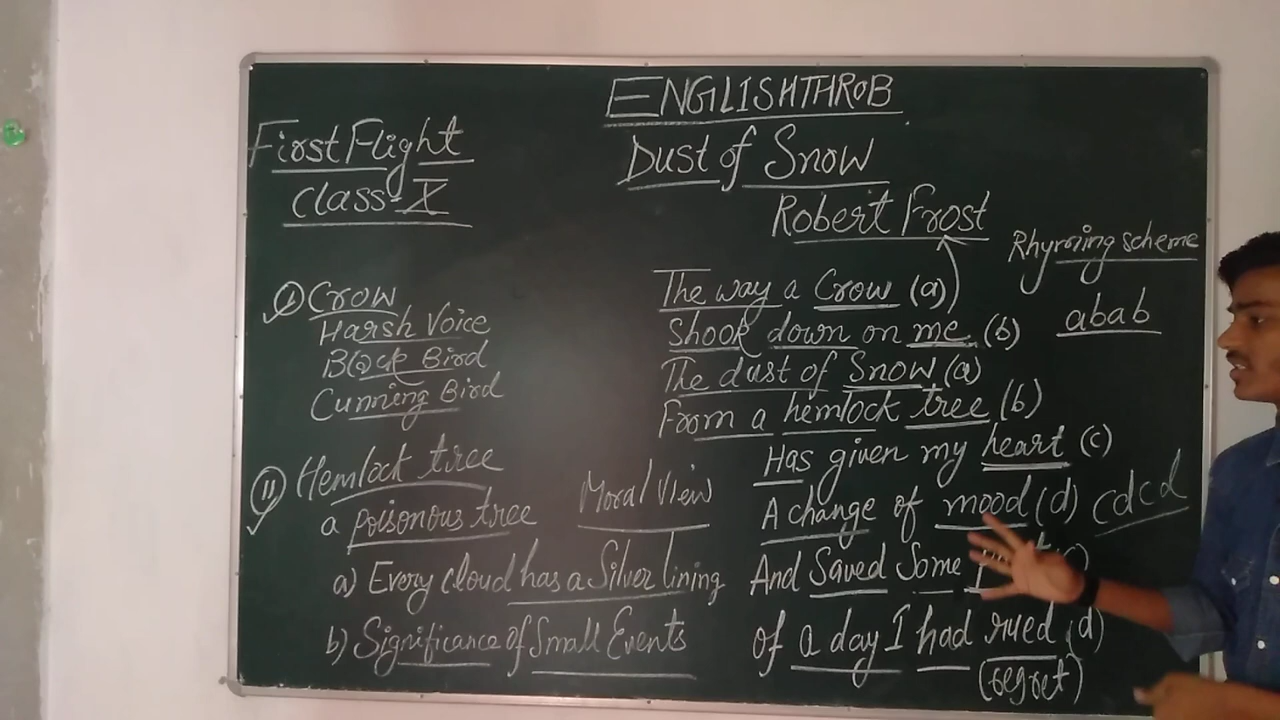 ENGLISHTHROB
First Flight
Class-X
Dust of Snow
Robert Frost
Rhyming scheme
abab
The way a Crow (a)
Shook down on me (b)
The dust of Snow (a)
From a hemlock tree (b)
Has given my heart (c)
A change of mood (d) cdcd
And Saved Some
of a day I had rued (d)
(regret)
(I) Crow
Harsh Voice
Black Bird
Cunning Bird
(II) Hemlock tree
a poisonous tree
Moral View
a) Every cloud has a Silver lining
b) Significance of Small Events